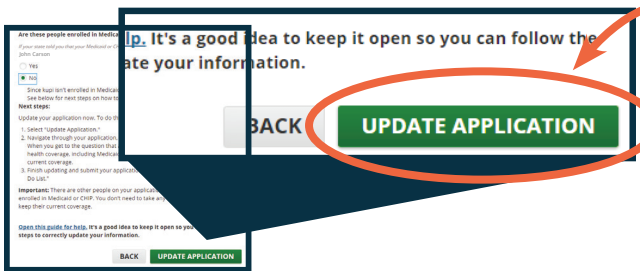 Are these people enrolled in Medica
If your state told you that your Medicaid or CH
John Carson
Yes
No
Since kupi isn't enrolled in Medicaid
See below for next steps on how to
Next steps:
Update your application now. To do th
1. Select "Update Application."
2. Navigate through your application.
When you get to the question that
health coverage, including Medicai
current coverage.
3. Finish updating and submit your applicatio
Do List."
Important: There are other people on your applicat
enrolled in Medicaid or CHIP. You don't need to take any
keep their current coverage.
Open this guide for help. It's a good idea to keep it open so you
steps to correctly update your information.
BACK UPDATE APPLICATION
lp. It's a good idea to keep it open so you can follow the
ate your information.
BACK UPDATE APPLICATION